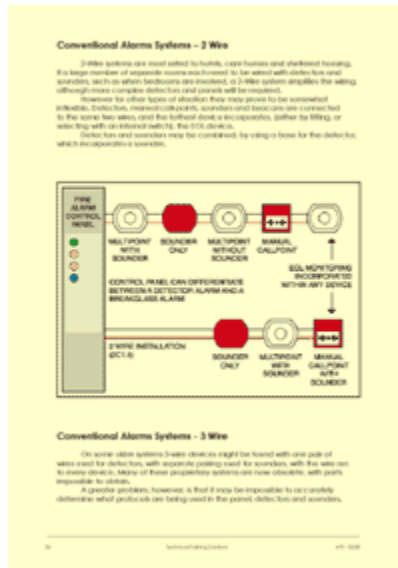 Conventional Alarms Systems – 2 Wire
2-Wire systems are most suited to hotels, care homes and sheltered housing.
If a large number of separate rooms each need to be wired with detectors and
sounders, such as when bedrooms are involved, a 2-Wire system simplifies the wiring,
although more complex detectors and panels will be required.
However for other types of situation they may prove to be somewhat
inflexible. Detectors, manual callpoints, sounders and beacons are connected
to the same two wires, and the furthest device incorporates, (either by fitting, or
selecting with an internal switch), the EOL device.
Detectors and sounders may be combined, by using a base for the detector,
which incorporates a sounder.
FIRE
ALARM
CONTROL
PANEL
MULTIPOINT
WITH
SOUNDER
SOUNDER
ONLY
MULTIPOINT
WITHOUT
SOUNDER
MANUAL
CALLPOINT
EOL MONITORING
INCORPORATED
WITHIN ANY DEVICE
CONTROL PANEL CAN DIFFERENTIATE
BETWEEN A DETECTOR ALARM AND A
BREAKGLASS ALARM
2 WIRE INSTALLATION
(2C1.5)
SOUNDER
ONLY
MULTIPOINT
WITH
SOUNDER
MANUAL
CALLPOINT
WITH
SOUNDER
Conventional Alarms Systems - 3 Wire
On some older systems 3-wire devices might be found with one pair of
wires used for detectors, with separate pairing used for sounders, with the wire ran
to every device. Many of these proprietary systems are now obsolete, with parts
impossible to obtain.
A greater problem, however, is that it may be impossible to accurately
determine what protocols are being used in the panel, detectors and sounders.
Technical Training Solutions